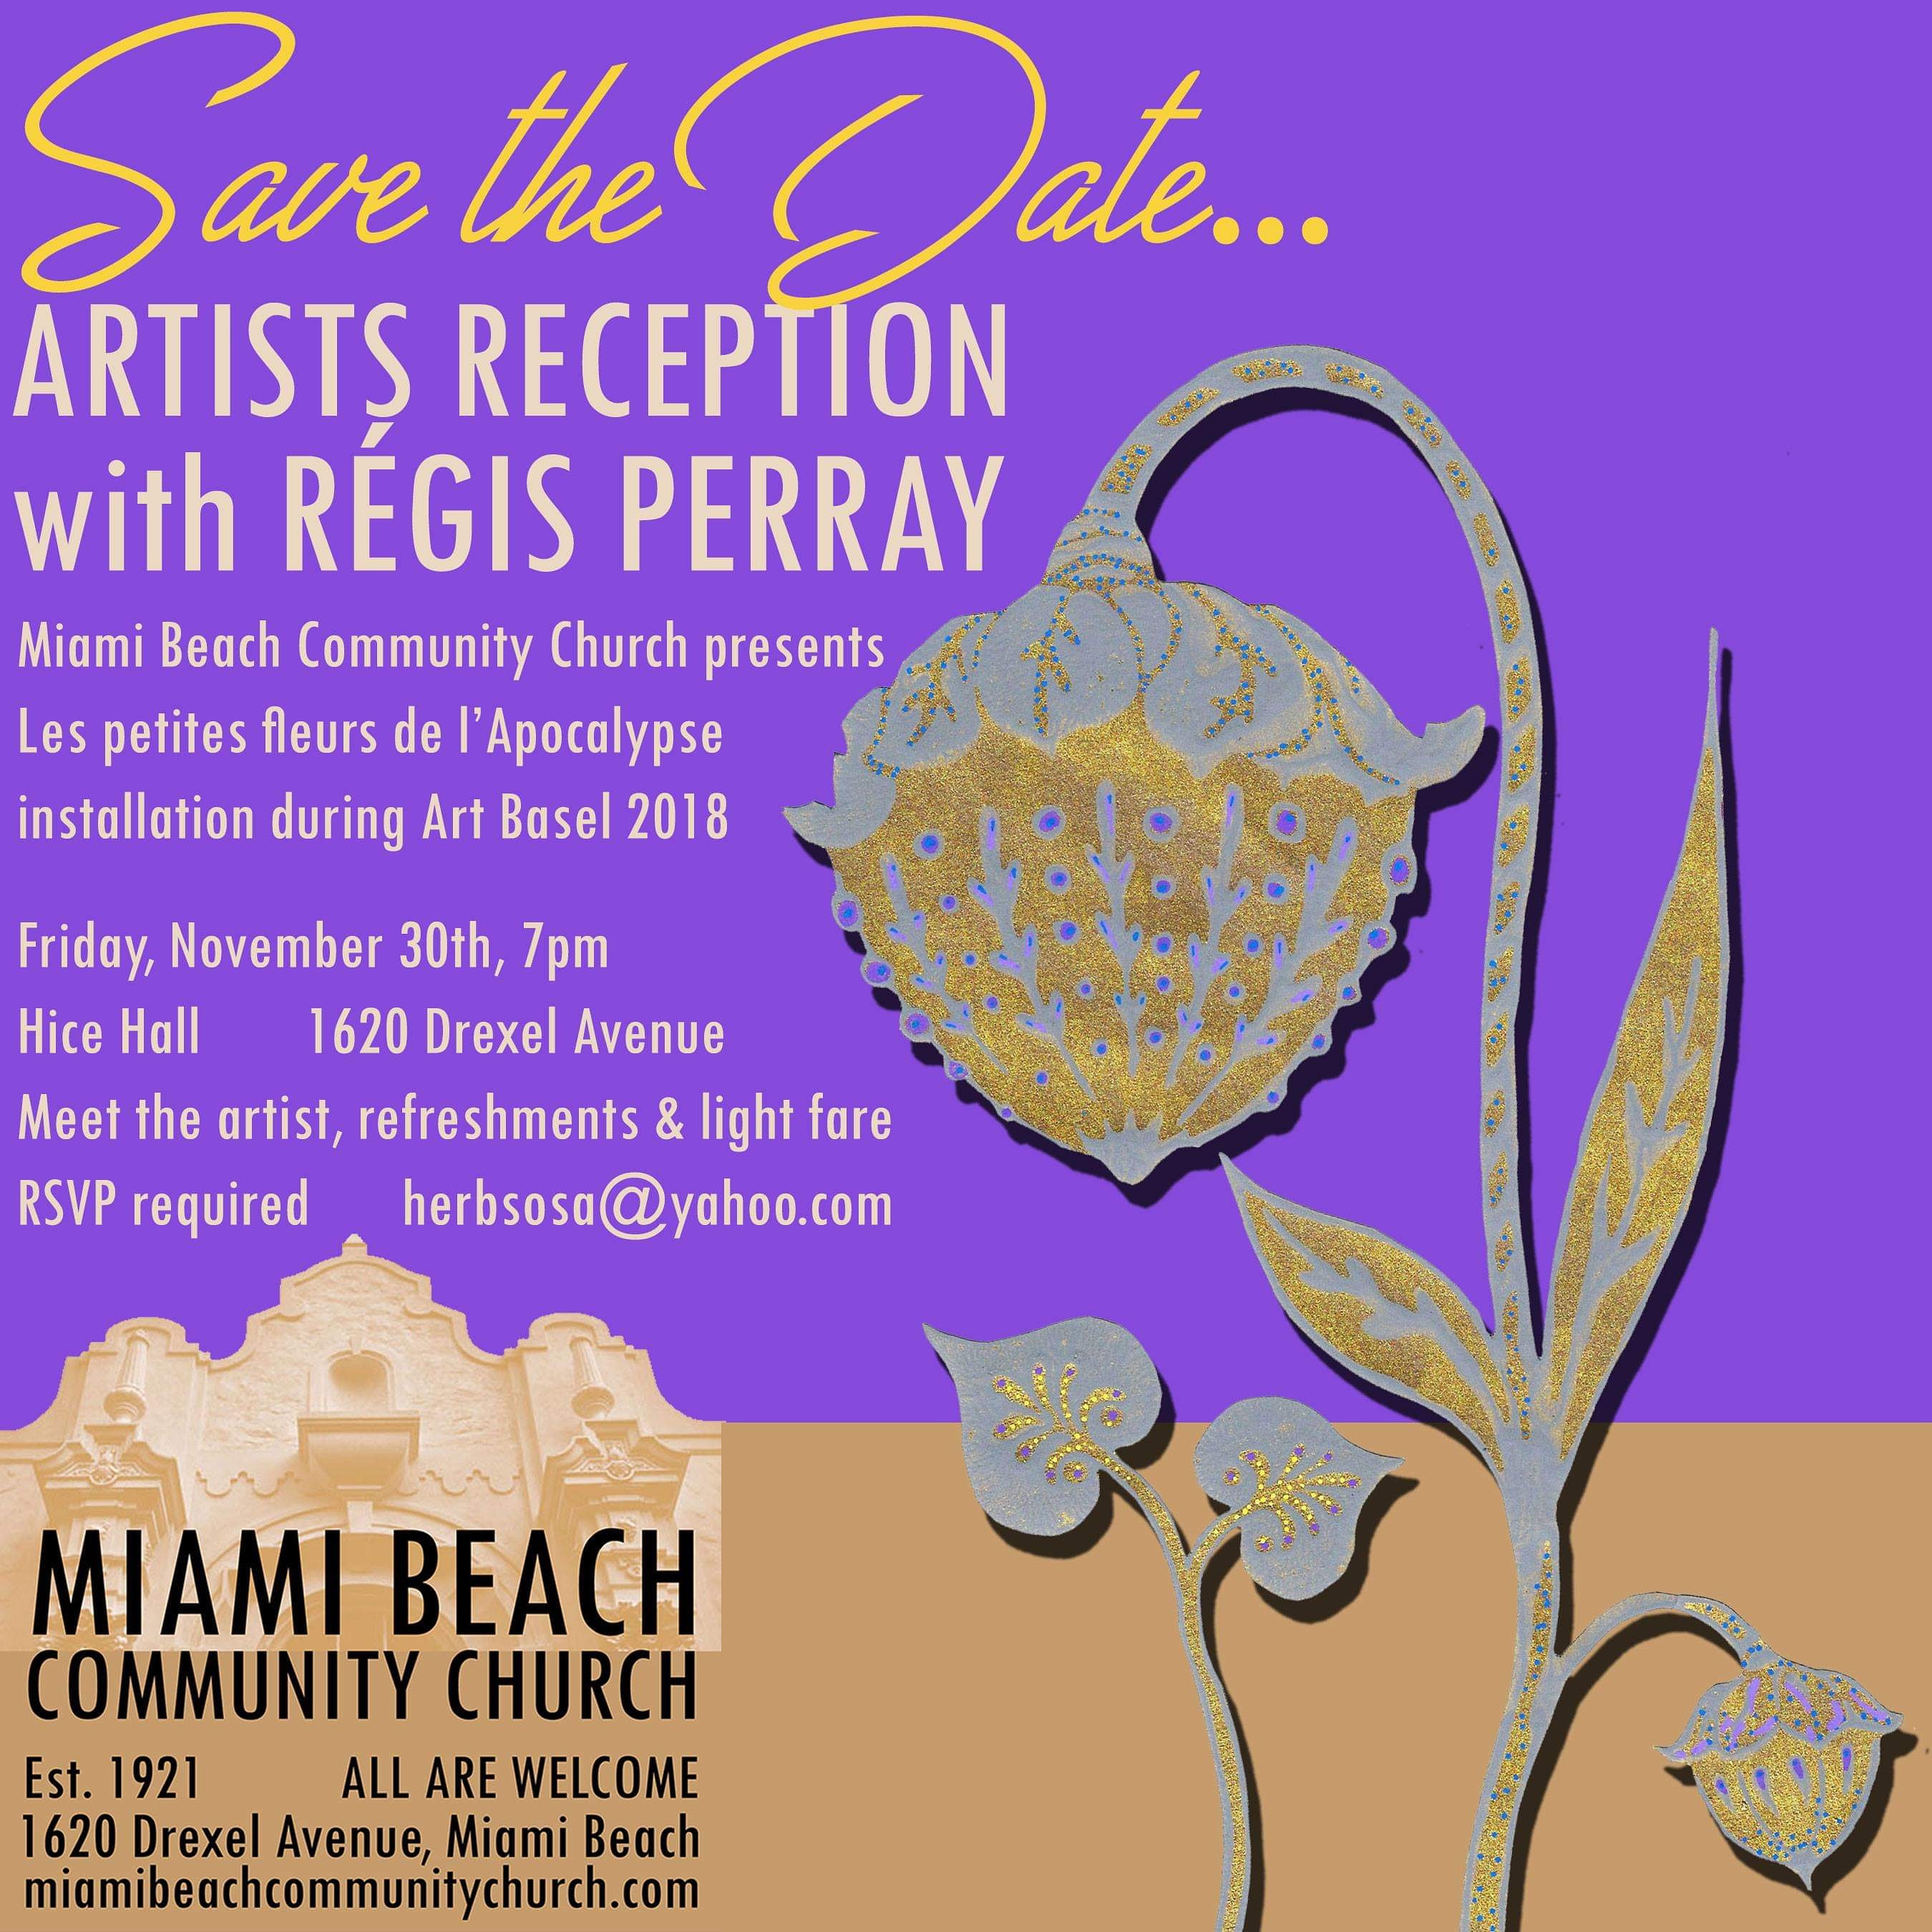 Save the Date...
ARTISTS RECEPTION
with RÉGIS PERRAY
Miami Beach Community Church presents
Les petites fleurs de l'Apocalypse
installation during Art Basel 2018
Friday, November 30th, 7pm
Hice Hall 1620 Drexel Avenue
Meet the artist, refreshments & light fare
RSVP required herbsosa@yahoo.com
MIAMI BEACH
COMMUNITY CHURCH
Est. 1921 ALL ARE WELCOME
1620 Drexel Avenue, Miami Beach
miamibeachcommunitychurch.com